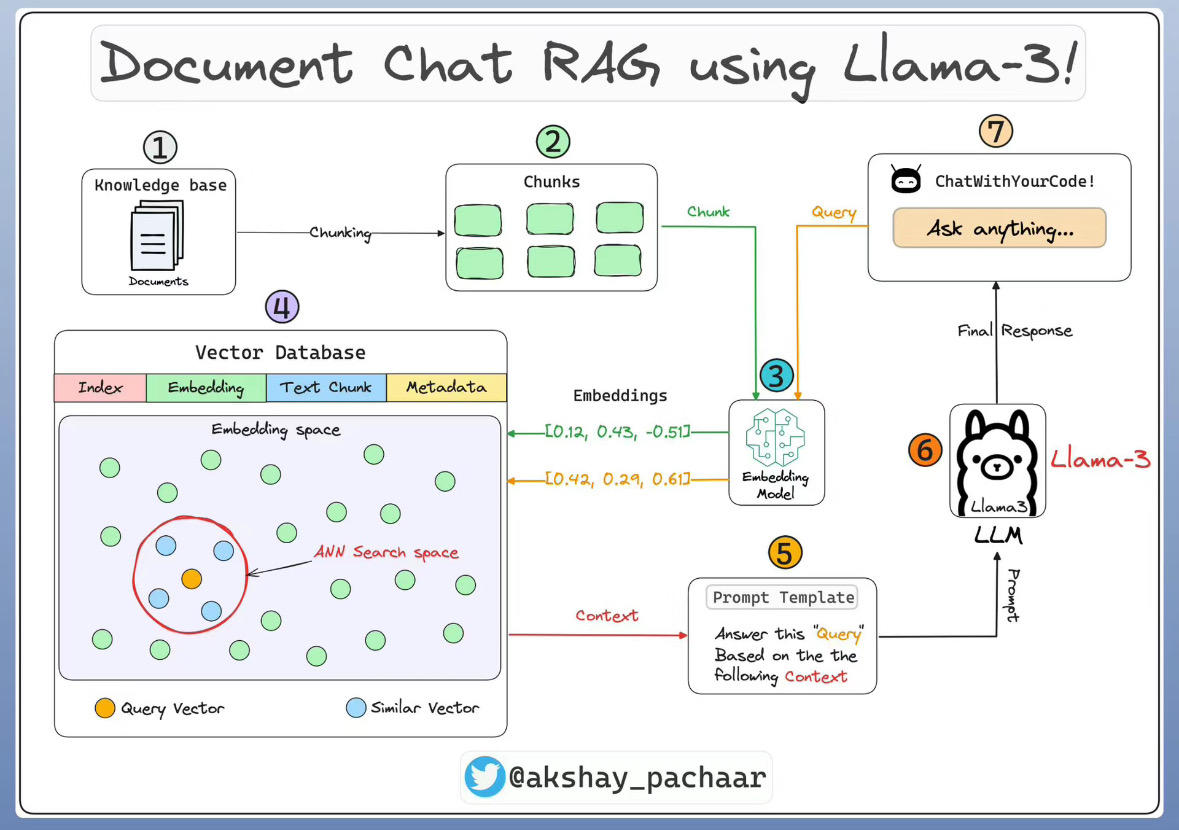 Document Chat RAG using Llama-3!
1
Knowledge base
Documents
Chunking
2
Chunks
Chunk
Query
7
ChatWithYourCode!
Ask anything...
Final Response
4
Vector Database
Index
Embedding
Text Chunk
Metadata
Embedding space
ANN Search space
Query Vector
Similar Vector
Embeddings
[0.12, 0.43, -0.51]
[0.42, 0.29, 0.61]
3
Embedding
Model
6
Llama3
Llama-3
LLM
Prompt
Context
5
Prompt Template
Answer this "Query"
Based on the the
following Context
@akshay_pachaar